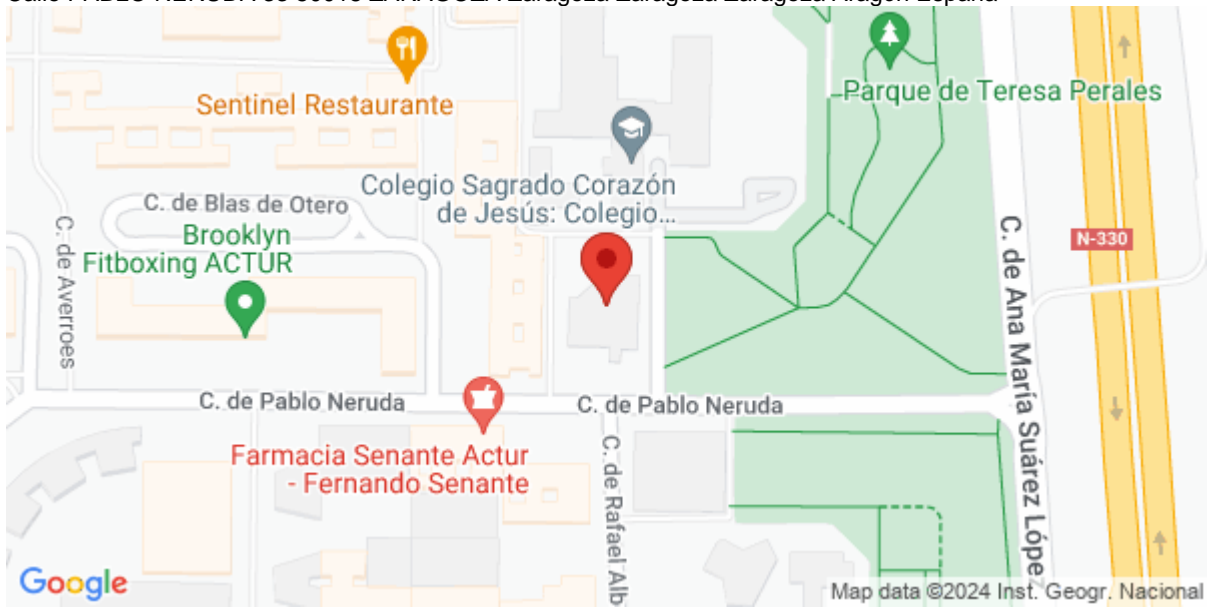 Sentinel Restaurante
Parque de Teresa Perales
Colegio Sagrado Corazón
de Jesús: Colegio...
C. de Blas de Otero
Brooklyn
Fitboxing ACTUR
C. de Averroes
N-330
C. de Ana María Suárez López
C. de Pablo Neruda
C. de Pablo Neruda
Farmacia Senante Actur
- Fernando Senante
C. de Rafael Alb
Google
Map data ©2024 Inst. Geogr. Nacional